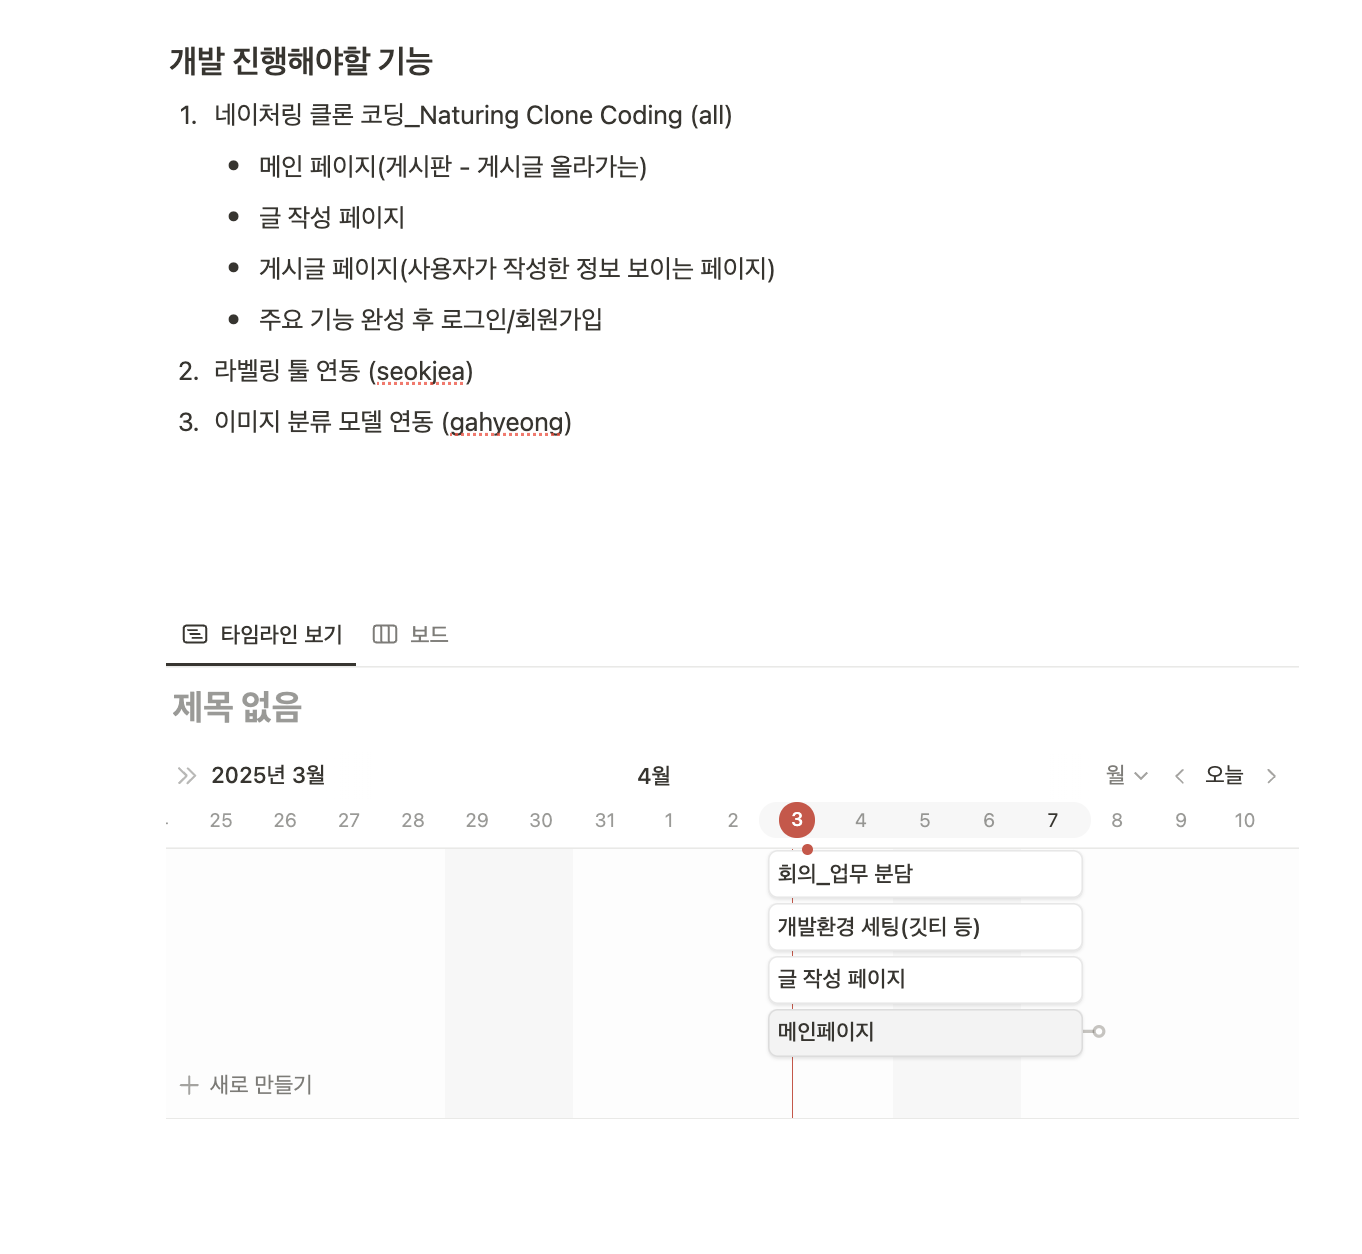 개발 진행해야할 기능
1. 네이처링 클론 코딩_Naturing Clone Coding (all)
• 메인 페이지(게시판 - 게시글 올라가는)
• 글 작성 페이지
• 게시글 페이지(사용자가 작성한 정보 보이는 페이지)
• 주요 기능 완성 후 로그인/회원가입
2. 라벨링 툴 연동 (seokjea)
3. 이미지 분류 모델 연동 (gahyeong)
타임라인 보기 보드
제목 없음
2025년 3월 4월 월 오늘
25 26 27 28 29 30 31 1 2 3 4 5 6 7 8 9 10
회의_업무 분담
개발환경 세팅(깃티 등)
글 작성 페이지
메인페이지
+ 새로 만들기